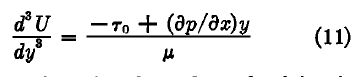 d³U/dy³ = (−τ₀ + (∂p/∂x)y)/μ (11)